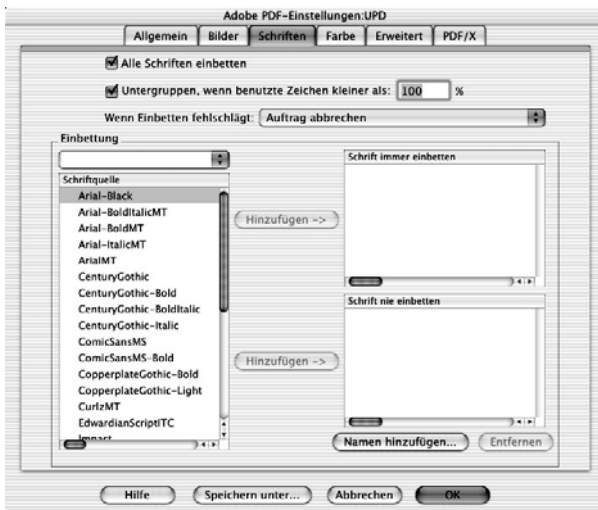 Adobe PDF-Einstellungen:UPD
Allgemein Bilder Schriften Farbe Erweitert PDF/X
Alle Schriften einbetten
Untergruppen, wenn benutzte Zeichen kleiner als: 100 %
Wenn Einbetten fehlschlägt: Auftrag abbrechen
Einbettung
Schriftquelle
Arial-Black
Arial-BoldItalicMT
Arial-BoldMT
Arial-ItalicMT
ArialMT
CenturyGothic
CenturyGothic-Bold
CenturyGothic-BoldItalic
CenturyGothic-Italic
ComicSansMS
ComicSansMS-Bold
CopperplateGothic-Bold
CopperplateGothic-Light
CurlzMT
EdwardianScriptITC
Impact
Hinzufügen ->
Hinzufügen ->
Schrift immer einbetten
Schrift nie einbetten
Namen hinzufügen... Entfernen
Hilfe Speichern unter... Abbrechen OK